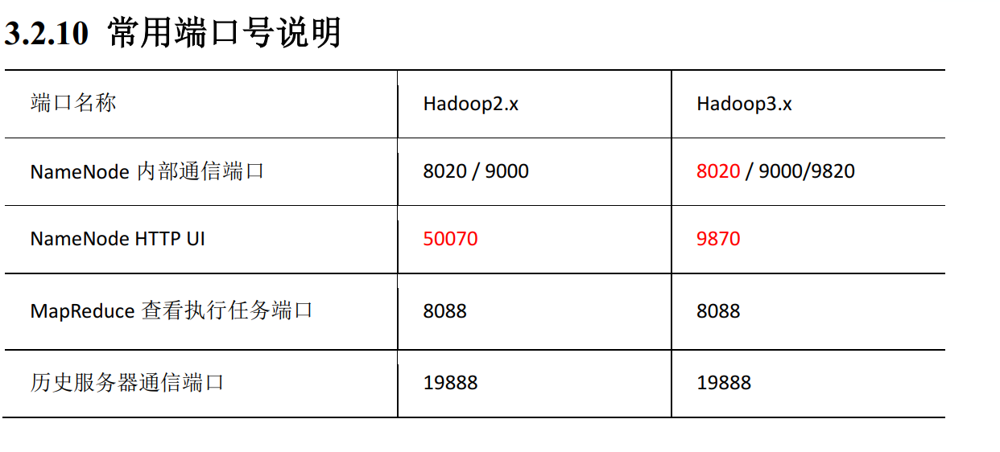 3.2.10 常用端口号说明
端口名称 Hadoop2.x Hadoop3.x
NameNode 内部通信端口 8020 / 9000 8020 / 9000/9820
NameNode HTTP UI 50070 9870
MapReduce 查看执行任务端口 8088 8088
历史服务器通信端口 19888 19888